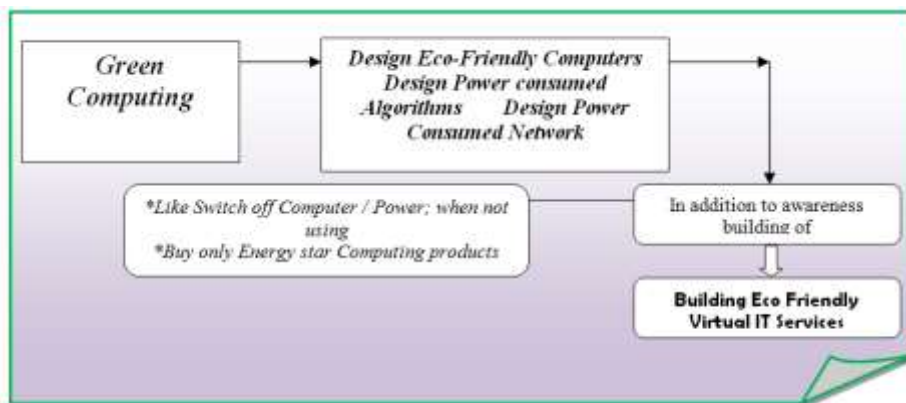 Green
Computing
Design Eco-Friendly Computers
Design Power consumed
Algorithms Design Power
Consumed Network
*Like Switch off Computer / Power; when not
using
*Buy only Energy star Computing products
In addition to awareness
building of
Building Eco Friendly
Virtual IT Services